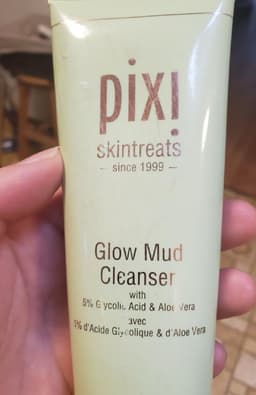 pixi
skintreats
– since 1999 –
Glow Mud
Cleanser
with
5% Glycolic Acid & Aloe Vera
avec
5% d'Acide Glycolique & d'Aloe Vera